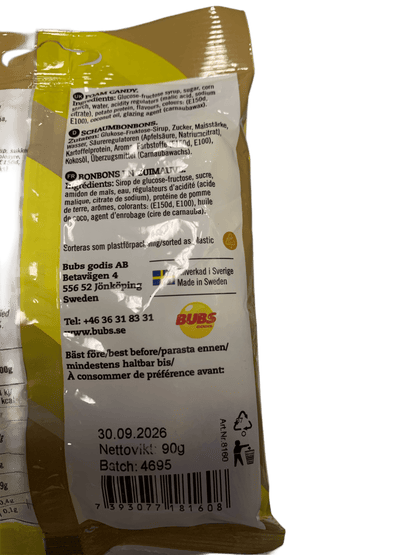 UK FOAM CANDY.
Ingredients: Glucose-fructose syrup, sugar, corn
starch, water, acidity regulators (malic acid, sodium
citrate), potato protein, flavours, colours: (E150d,
E100), coconut oil, glazing agent (carnaubawax).
D SCHAUMBONBONS.
Zutaten: Glukose-Fruktose-Sirup, Zucker, Maisstärke,
Wasser, Säureregulatoren (Apfelsäure, Natriumcitrat),
Kartoffelprotein, Arom Farbstoffe (E150d,
E100), Kokosöl, Überzugsmittel (Carnaubawachs).
FR BONBONS EN GUIMAUVE.
Ingrédients: Sirop de glucose-fructose, sucre,
amidon de maïs, eau, régulateurs d'acidité (acide
malique, citrate de sodium), protéine de pomme
de terre, arômes, colorants: (E150d, E100), huile
de coco, agent d'enrobage (cire de carnauba).
Sorteras som plastförpackning/sorted as plastic
Bubs godis AB
Betavägen 4
556 52 Jönköping
Sweden
Tillverkad i Sverige
Made in Sweden
Tel: +46 36 31 83 31
www.bubs.se
BUBS
Bäst före/best before/parasta ennen/
mindestens haltbar bis/
À consommer de préférence avant:
30.09.2026
Nettovikt: 90g
Batch: 4695
Art.Nr. 8160
7 393077 181608